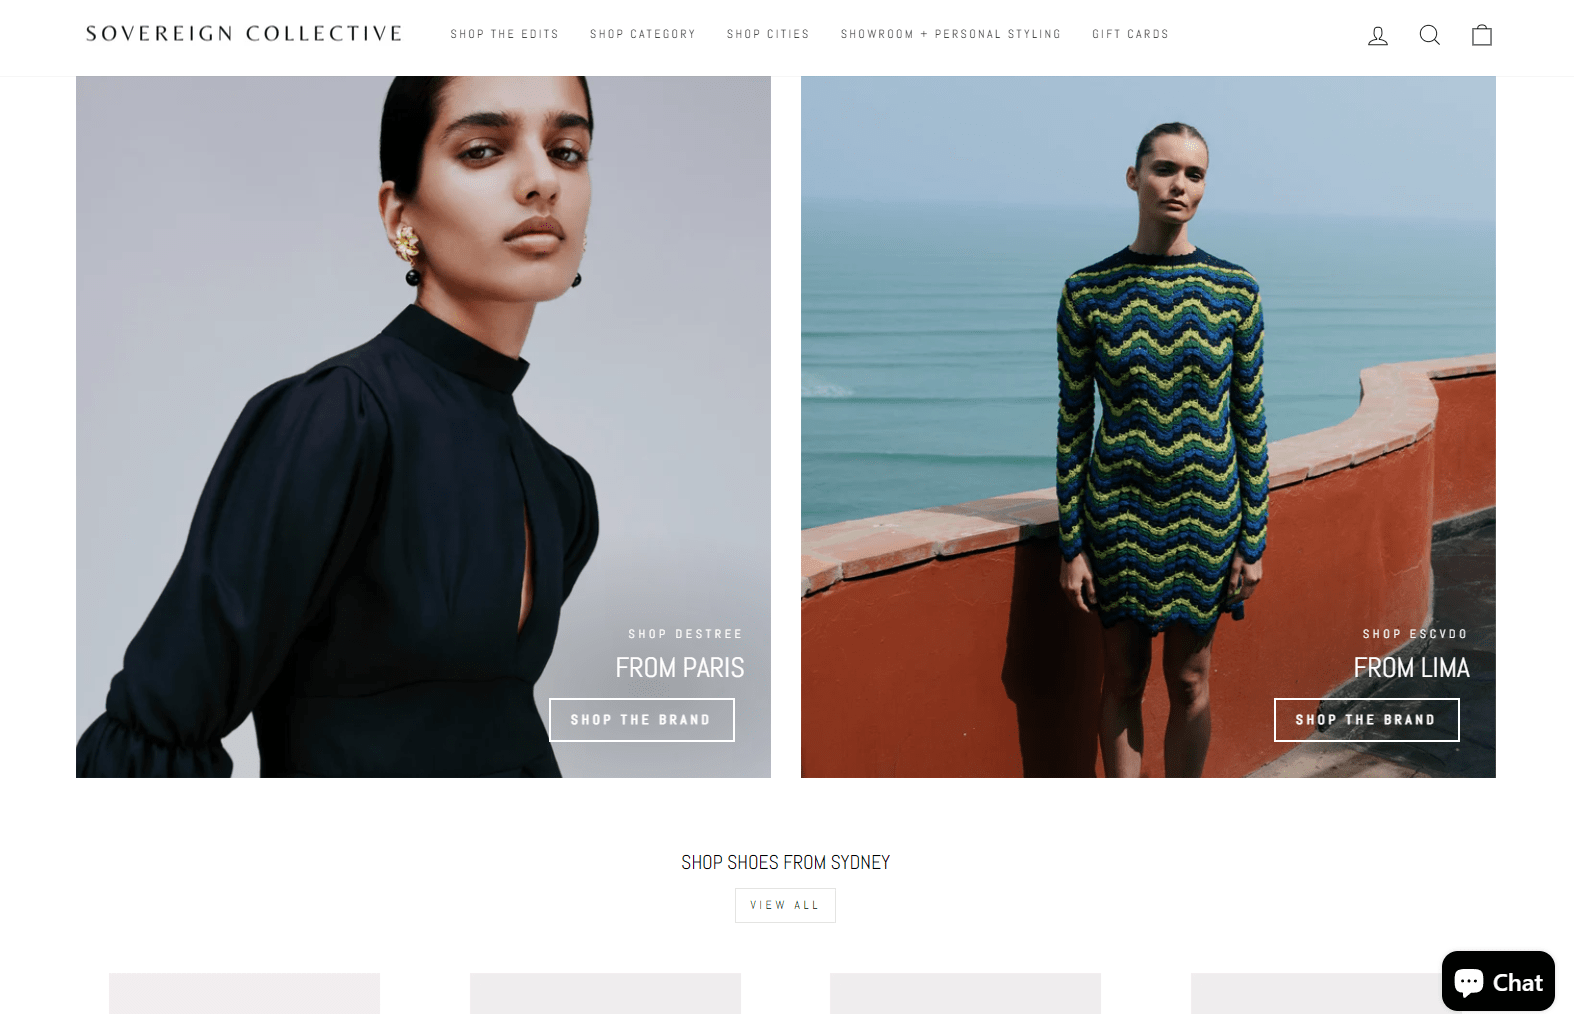 SOVEREIGN COLLECTIVE
SHOP THE EDITS
SHOP CATEGORY
SHOP CITIES
SHOWROOM + PERSONAL STYLING
GIFT CARDS
SHOP DESTREE
FROM PARIS
SHOP THE BRAND
SHOP ESCVDO
FROM LIMA
SHOP THE BRAND
SHOP SHOES FROM SYDNEY
VIEW ALL
Chat